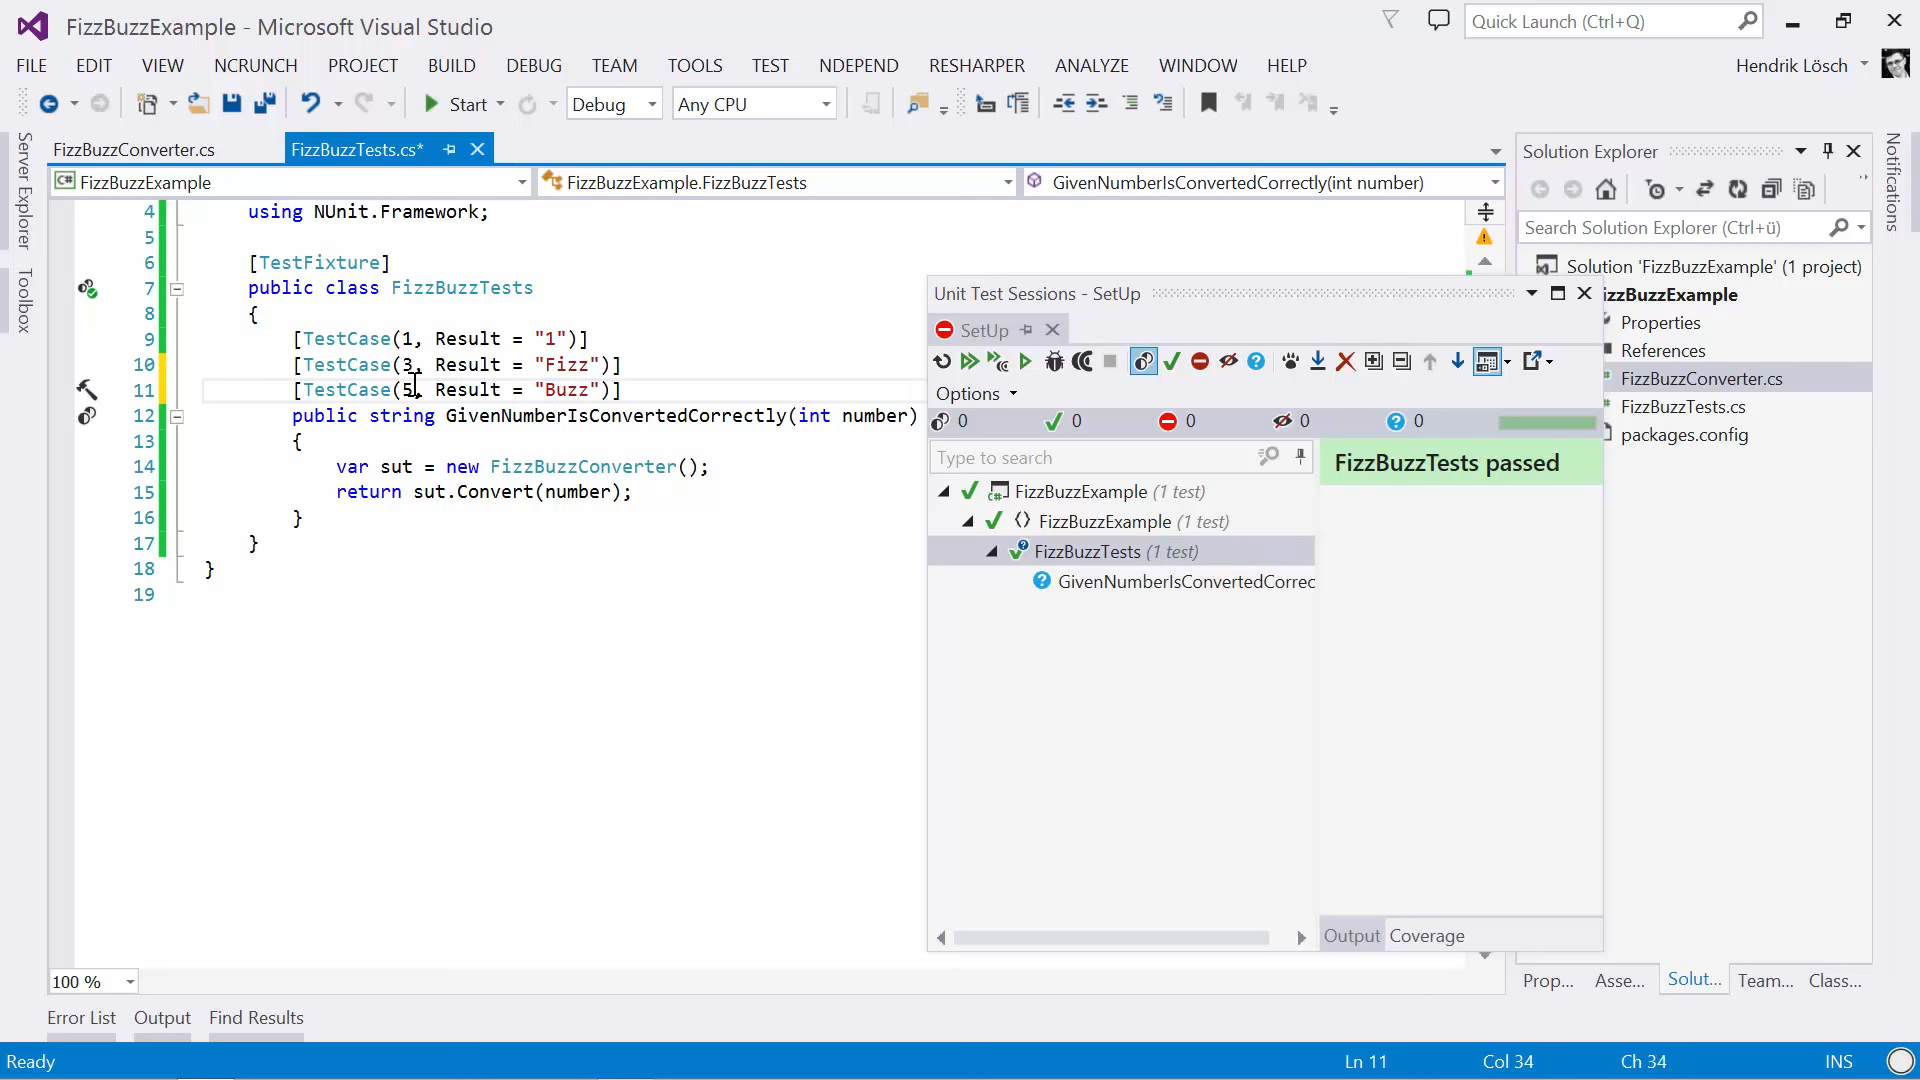 FizzBuzzExample - Microsoft Visual Studio
Quick Launch (Ctrl+Q)
FILE EDIT VIEW NCRUNCH PROJECT BUILD DEBUG TEAM TOOLS TEST NDEPEND RESHARPER ANALYZE WINDOW HELP
Hendrik Lösch
Start Debug Any CPU
Server Explorer
Toolbox
FizzBuzzConverter.cs FizzBuzzTests.cs*
FizzBuzzExample FizzBuzzExample.FizzBuzzTests GivenNumberIsConvertedCorrectly(int number)
4 using NUnit.Framework;
5
6 [TestFixture]
7 public class FizzBuzzTests
8 {
9 [TestCase(1, Result = "1")]
10 [TestCase(3, Result = "Fizz")]
11 [TestCase(5, Result = "Buzz")]
12 public string GivenNumberIsConvertedCorrectly(int number)
13 {
14 var sut = new FizzBuzzConverter();
15 return sut.Convert(number);
16 }
17 }
18 }
19
100 %
Unit Test Sessions - SetUp
SetUp
Options
0 0 0 0 0
Type to search
FizzBuzzTests passed
FizzBuzzExample (1 test)
FizzBuzzExample (1 test)
FizzBuzzTests (1 test)
GivenNumberIsConvertedCorrec
Output Coverage
Solution Explorer
Search Solution Explorer (Ctrl+ü)
Solution 'FizzBuzzExample' (1 project)
izzBuzzExample
Properties
References
FizzBuzzConverter.cs
FizzBuzzTests.cs
packages.config
Prop... Asse... Solut... Team... Class...
Notifications
Error List Output Find Results
Ready Ln 11 Col 34 Ch 34 INS